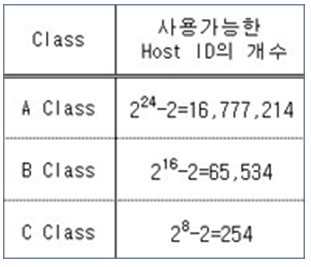 Class
사용가능한
Host ID의 개수
A Class
2²⁴-2=16,777,214
B Class
2¹⁶-2=65,534
C Class
2⁸-2=254